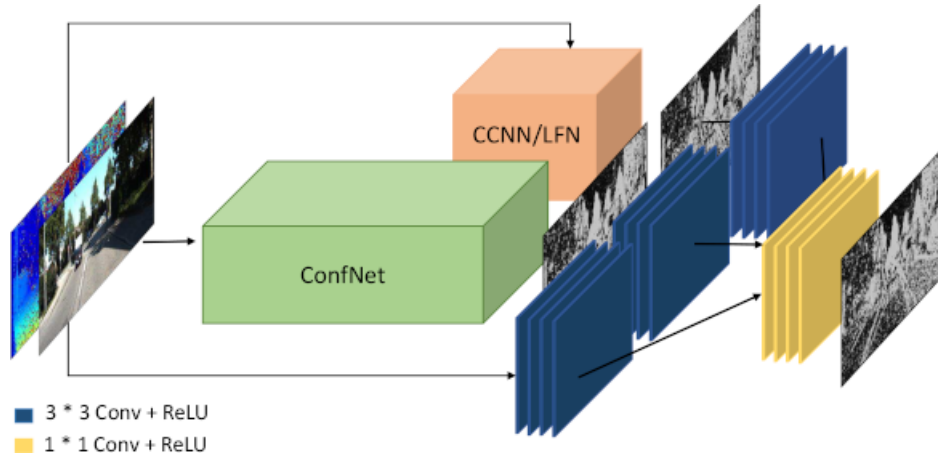 CCNN/LFN
ConfNet
3 * 3 Conv + ReLU
1 * 1 Conv + ReLU